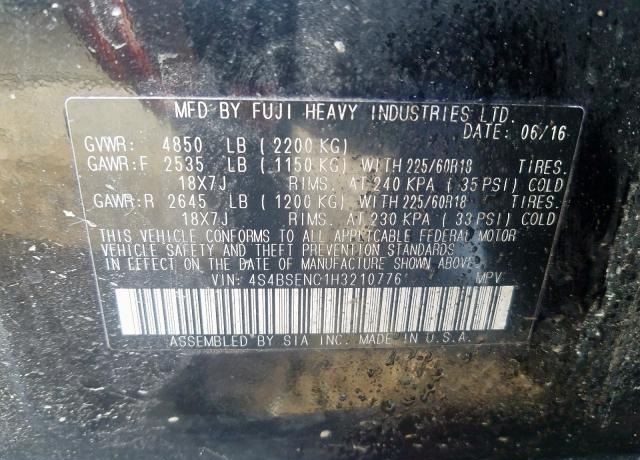 MFD BY FUJI HEAVY INDUSTRIES LTD.
DATE: 06/16
GVWR: 4850 LB (2200 KG)
GAWR:F 2535 LB (1150 KG) WITH 225/60R18 TIRES.
18X7J RIMS. AT 240 KPA (35 PSI) COLD
GAWR:R 2645 LB (1200 KG) WITH 225/60R18 TIRES.
18X7J RIMS. AT 230 KPA (33 PSI) COLD
THIS VEHICLE CONFORMS TO ALL APPLICABLE FEDERAL MOTOR
VEHICLE SAFETY AND THEFT PREVENTION STANDARDS
IN EFFECT ON THE DATE OF MANUFACTURE SHOWN ABOVE.
VIN: 4S4BSENC1H3210776 MPV
ASSEMBLED BY SIA INC. MADE IN U.S.A.